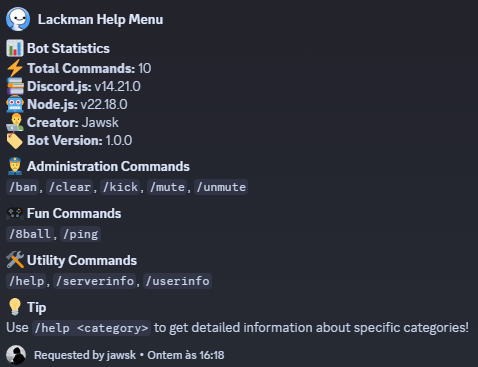 Lackman Help Menu
Bot Statistics
Total Commands: 10
Discord.js: v14.21.0
Node.js: v22.18.0
Creator: Jawsk
Bot Version: 1.0.0
Administration Commands
/ban, /clear, /kick, /mute, /unmute
Fun Commands
/8ball, /ping
Utility Commands
/help, /serverinfo, /userinfo
Tip
Use /help <category> to get detailed information about specific categories!
Requested by jawsk • Ontem às 16:18